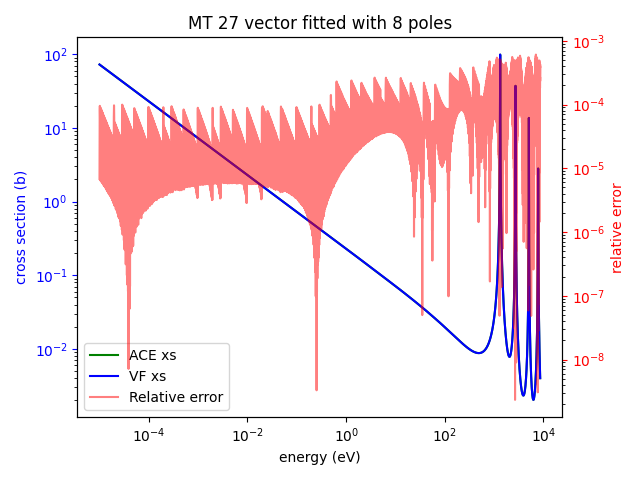 MT 27 vector fitted with 8 poles
10^2
10^1
10^0
10^-1
10^-2
cross section (b)
10^-3
10^-4
10^-5
10^-6
10^-7
10^-8
relative error
ACE xs
VF xs
Relative error
10^-4
10^-2
10^0
10^2
10^4
energy (eV)